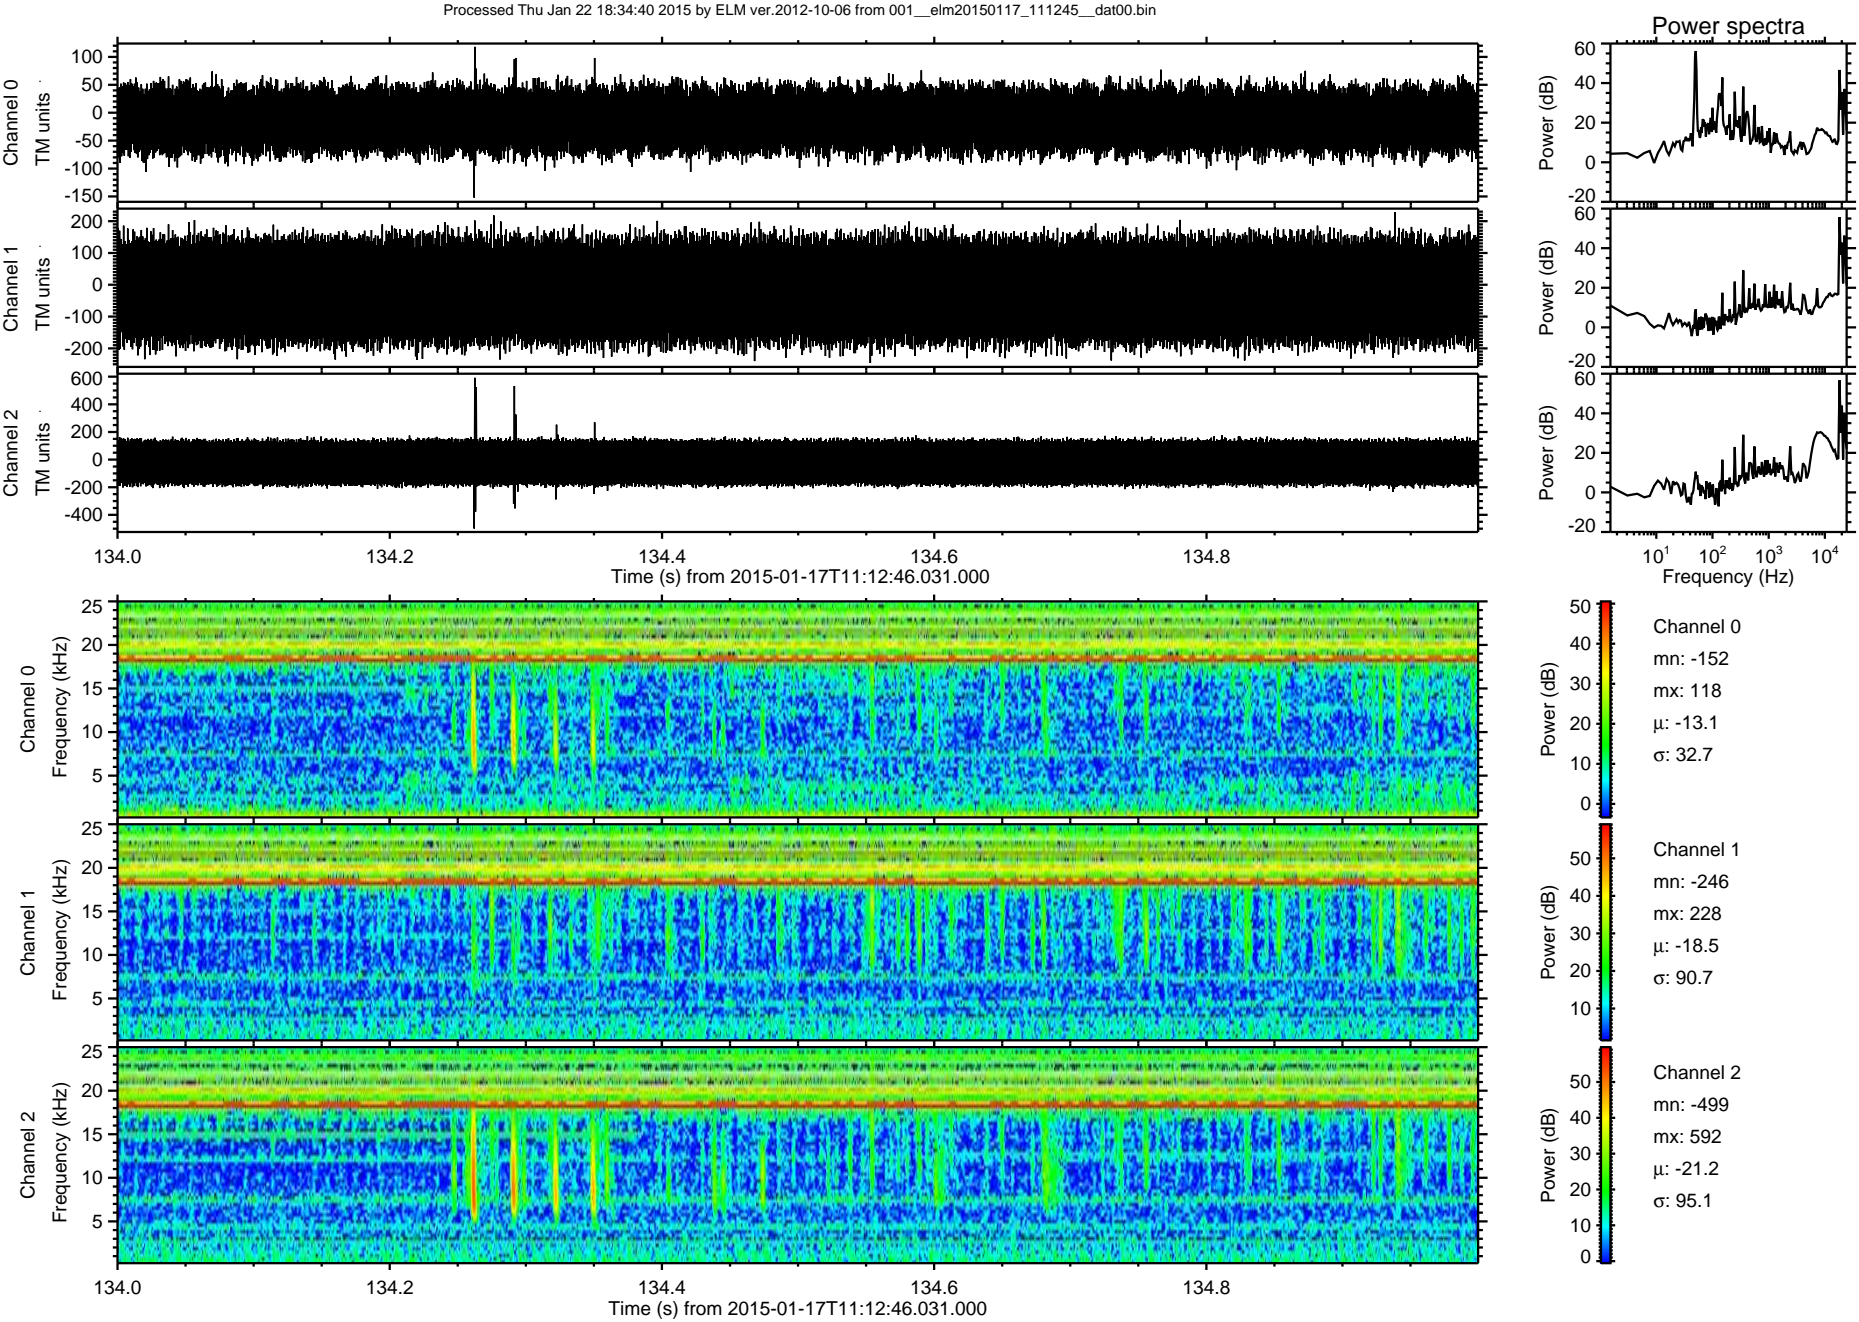 Processed Thu Jan 22 18:34:40 2015 by ELM ver.2012-10-06 from 001__elm20150117_111245__dat00.bin
Power spectra
Channel 0
TM units
100
50
0
-50
-100
-150
Power (dB)
60
40
20
0
-20
Channel 1
TM units
200
100
0
-100
-200
Power (dB)
60
40
20
0
-20
Channel 2
TM units
600
400
200
0
-200
-400
Power (dB)
60
40
20
0
-20
134.0
134.2
134.4
134.6
134.8
Time (s) from 2015-01-17T11:12:46.031.000
10^1
10^2
10^3
10^4
Frequency (Hz)
Channel 0
Frequency (kHz)
25
20
15
10
5
Power (dB)
50
40
30
20
10
0
Channel 0
mn: -152
mx: 118
µ: -13.1
σ: 32.7
Channel 1
Frequency (kHz)
25
20
15
10
5
Power (dB)
50
40
30
20
10
Channel 1
mn: -246
mx: 228
µ: -18.5
σ: 90.7
Channel 2
Frequency (kHz)
25
20
15
10
5
Power (dB)
50
40
30
20
10
0
Channel 2
mn: -499
mx: 592
µ: -21.2
σ: 95.1
134.0
134.2
134.4
134.6
134.8
Time (s) from 2015-01-17T11:12:46.031.000